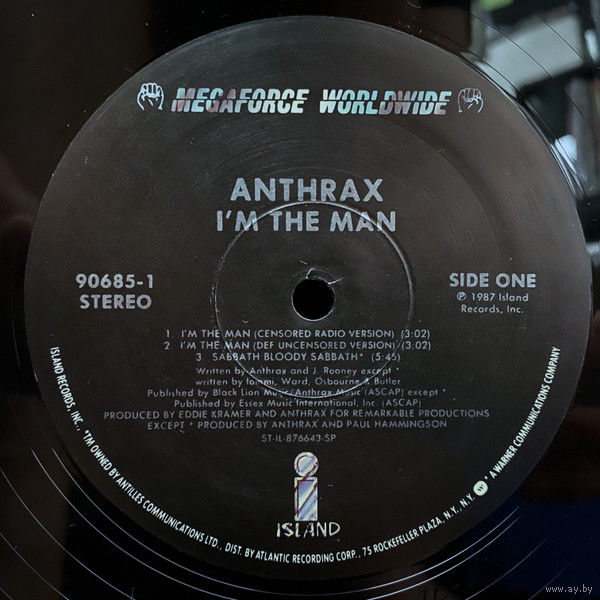 MEGAFORCE WORLDWIDE
ANTHRAX
I'M THE MAN
90685-1
STEREO
SIDE ONE
℗ 1987 Island
Records, Inc.
1. I'M THE MAN (CENSORED RADIO VERSION) (3:02)
2. I'M THE MAN (DEF UNCENSORED VERSION) (3.02)
3. SABBATH BLOODY SABBATH* (5:45)
Written by Anthrax and J. Rooney except *
written by Iommi, Ward, Osbourne & Butler
Published by Black Lion Music/Anthrax Music (ASCAP) except *
Published by Essex Music International, Inc. (ASCAP)
PRODUCED BY EDDIE KRAMER AND ANTHRAX FOR REMARKABLE PRODUCTIONS
EXCEPT * PRODUCED BY ANTHRAX AND PAUL HAMMINGSON
ST-IL-876643-SP
i
ISLAND
ISLAND RECORDS, INC. *TM OWNED BY ANTILLES COMMUNICATIONS LTD., DIST. BY ATLANTIC RECORDING CORP., 75 ROCKEFELLER PLAZA, N.Y., N.Y. W * A WARNER COMMUNICATIONS COMPANY
www.ay.by